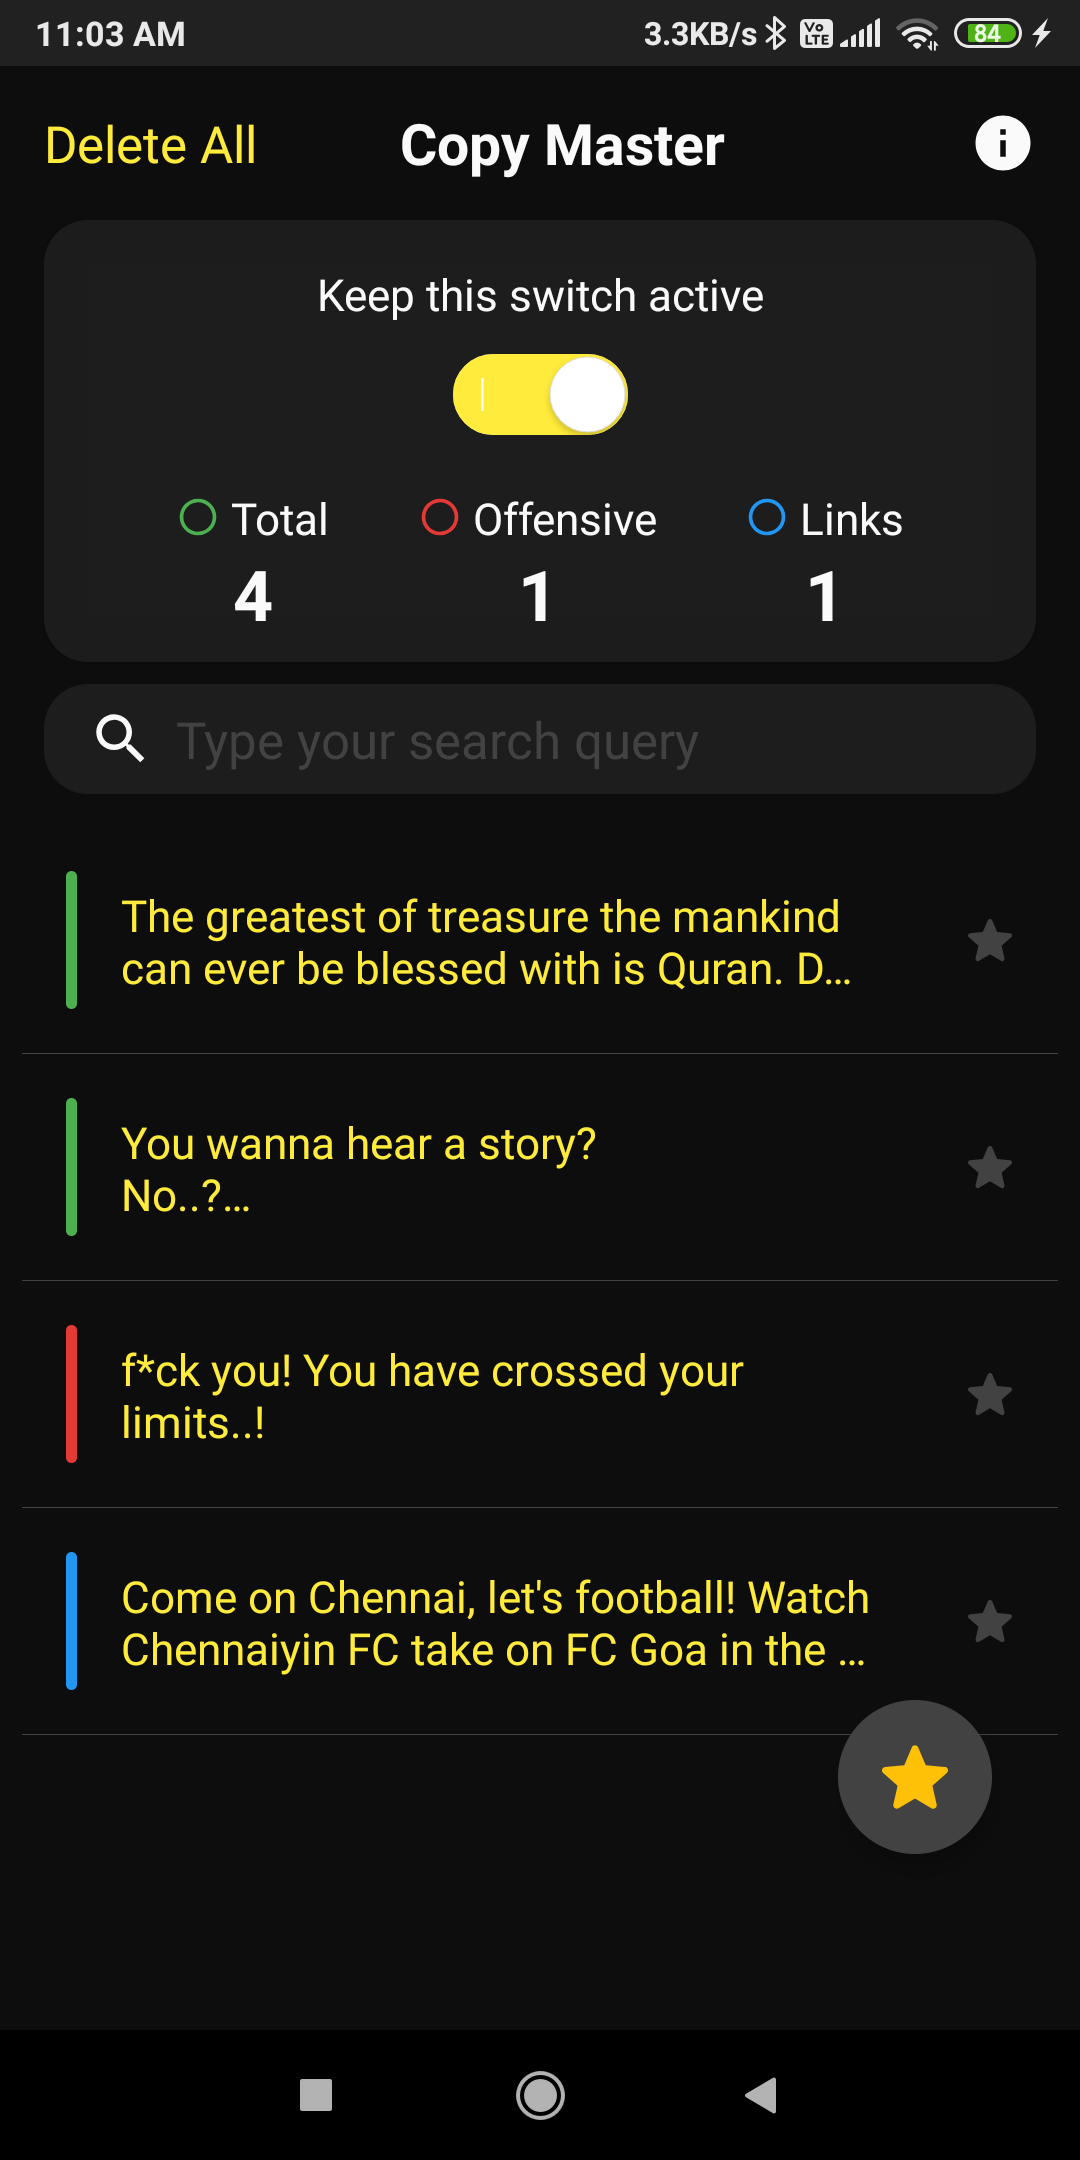 11:03 AM 3.3KB/s Vo LTE 84
Delete All Copy Master
Keep this switch active
Total Offensive Links
4 1 1
Type your search query
The greatest of treasure the mankind
can ever be blessed with is Quran. D...
You wanna hear a story?
No..?...
f*ck you! You have crossed your
limits..!
Come on Chennai, let's football! Watch
Chennaiyin FC take on FC Goa in the ...